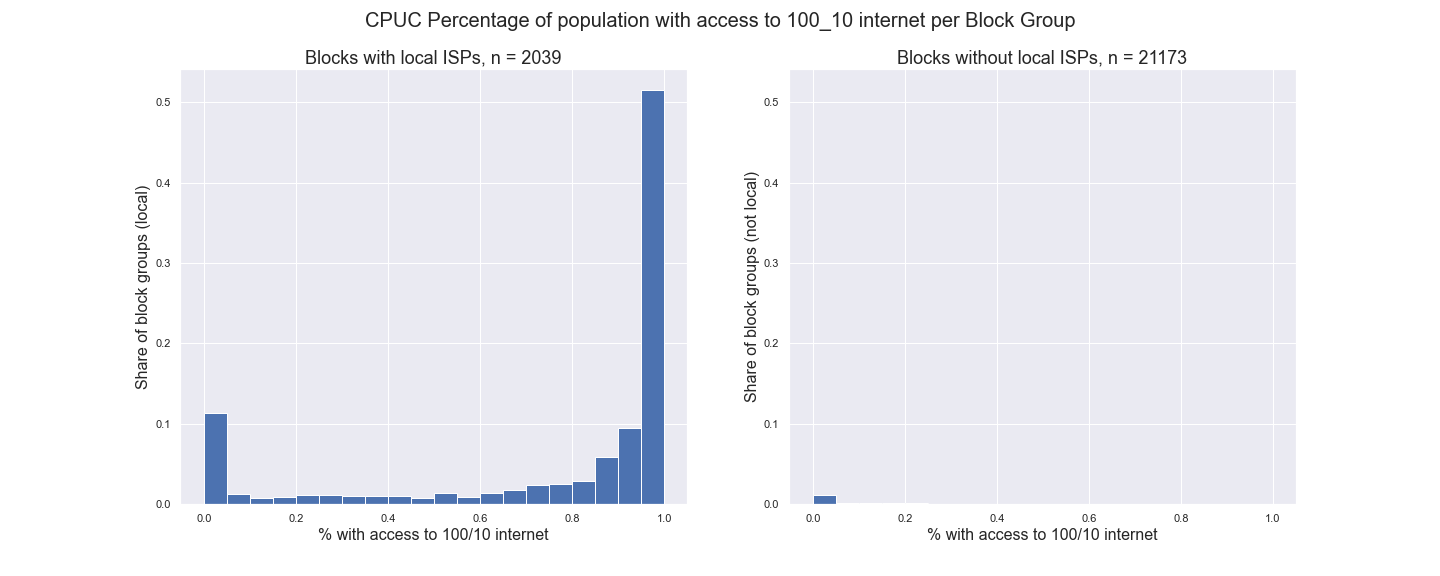 CPUC Percentage of population with access to 100_10 internet per Block Group
Blocks with local ISPs, n = 2039
Share of block groups (local)
0.5
0.4
0.3
0.2
0.1
0.0
0.0 0.2 0.4 0.6 0.8 1.0
% with access to 100/10 internet
Blocks without local ISPs, n = 21173
Share of block groups (not local)
0.5
0.4
0.3
0.2
0.1
0.0
0.0 0.2 0.4 0.6 0.8 1.0
% with access to 100/10 internet